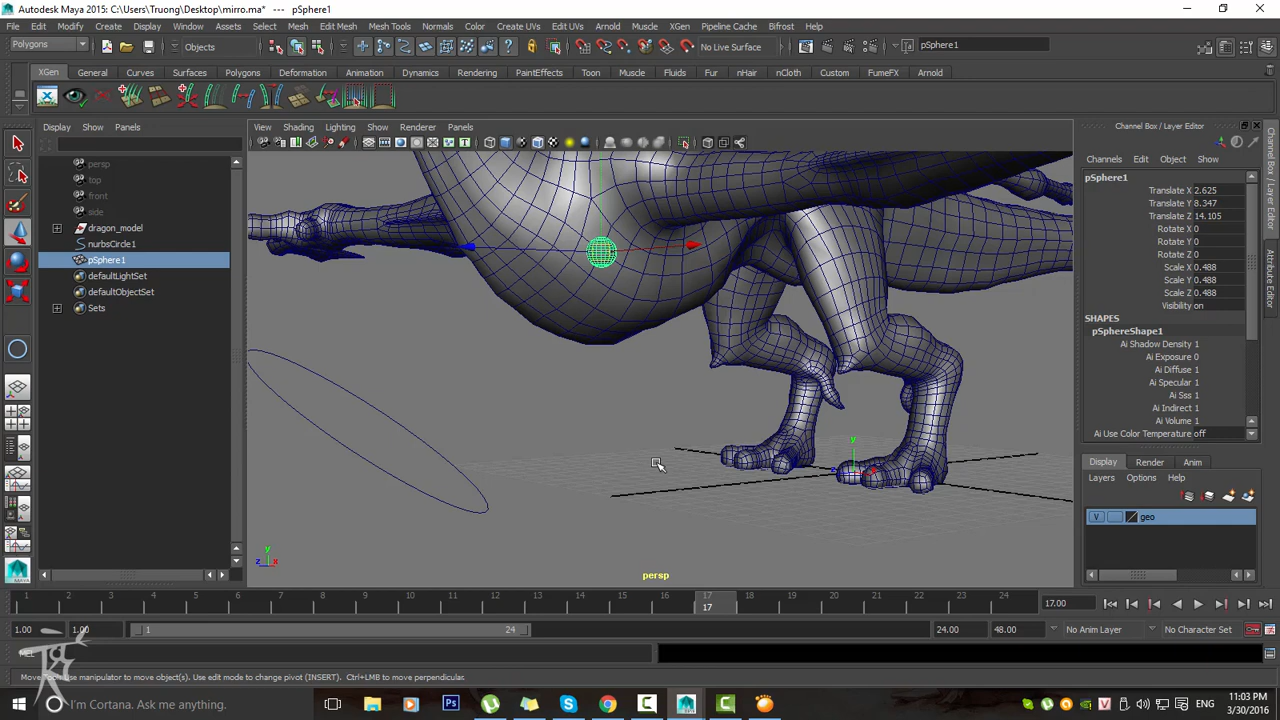 Autodesk Maya 2015: C:\Users\Truong\Desktop\mirro.ma* --- pSphere1
File Edit Modify Create Display Window Assets Select Mesh Edit Mesh Mesh Tools Normals Color Create UVs Edit UVs Arnold Muscle XGen Pipeline Cache Bifrost Help
Polygons Objects No Live Surface pSphere1
XGen General Curves Surfaces Polygons Deformation Animation Dynamics Rendering PaintEffects Toon Muscle Fluids Fur nHair nCloth Custom FumeFX Arnold
Display Show Panels
View Shading Lighting Show Renderer Panels
Channel Box / Layer Editor
Channels Edit Object Show
persp
top
front
side
dragon_model
nurbsCircle1
pSphere1
defaultLightSet
defaultObjectSet
Sets
pSphere1
Translate X 2.625
Translate Y 8.347
Translate Z 14.105
Rotate X 0
Rotate Y 0
Rotate Z 0
Scale X 0.488
Scale Y 0.488
Scale Z 0.488
Visibility on
SHAPES
pSphereShape1
Ai Shadow Density 1
Ai Exposure 0
Ai Diffuse 1
Ai Specular 1
Ai Sss 1
Ai Indirect 1
Ai Volume 1
Ai Use Color Temperature off
Channel Box / Layer Editor
Attribute Editor
Display Render Anim
Layers Options Help
V geo
y
z x
y
z x
persp
1 2 3 4 5 6 7 8 9 10 11 12 13 14 15 16 17 18 19 20 21 22 23 24
17
17.00
1.00 1.00 1 24 24.00 48.00 No Anim Layer No Character Set
MEL
Move Tool: Use manipulator to move object(s). Use edit mode to change pivot (INSERT). Ctrl+LMB to move perpendicular.
I'm Cortana. Ask me anything.
11:03 PM
3/30/2016